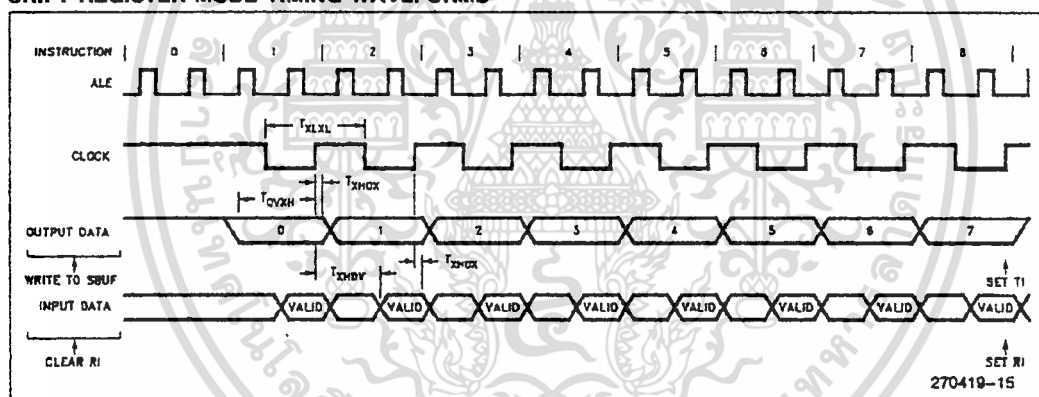 SHIFT REGISTER MODE TIMING WAVEFORMS
INSTRUCTION | 0 | 1 | 2 | 3 | 4 | 5 | 6 | 7 | 8 |
ALE
TXLXL
CLOCK
TQVXH
TXHQX
OUTPUT DATA 0 1 2 3 4 5 6 7
TXHDV
TXHDX
WRITE TO SBUF
SET TI
INPUT DATA VALID VALID VALID VALID VALID VALID VALID VALID
CLEAR RI
SET RI
270419-15